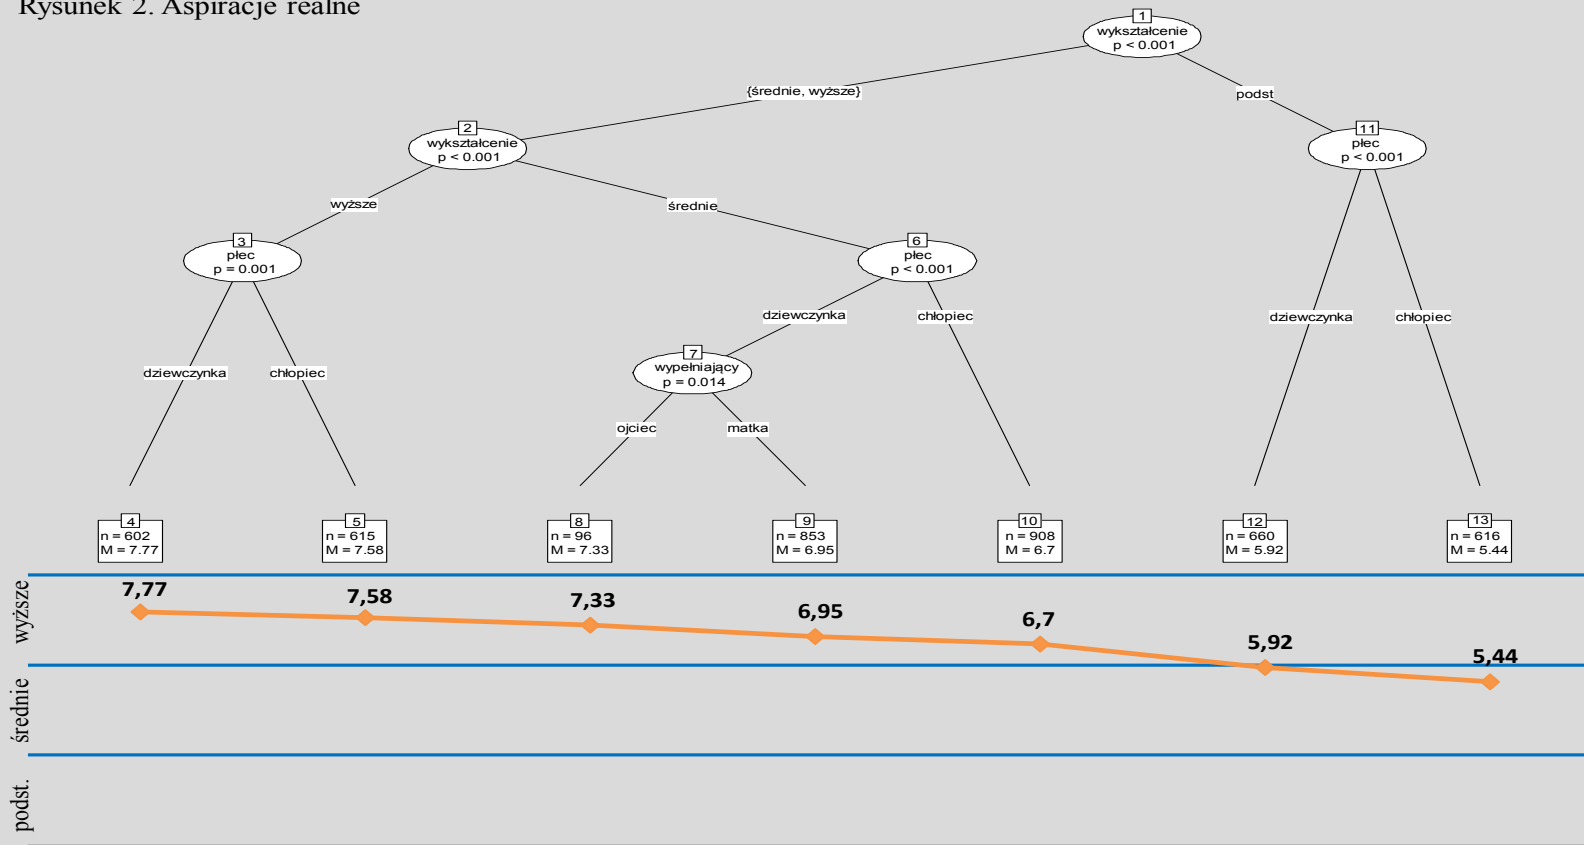 Rysunek 2. Aspiracje realne
1
wykształcenie
p < 0.001
{średnie, wyższe}
podst
2
wykształcenie
p < 0.001
11
płec
p < 0.001
wyższe
średnie
3
płec
p = 0.001
6
płec
p < 0.001
dziewczynka
chłopiec
dziewczynka
chłopiec
7
wypełniający
p = 0.014
dziewczynka
chłopiec
ojciec
matka
4
n = 602
M = 7.77
5
n = 615
M = 7.58
8
n = 96
M = 7.33
9
n = 853
M = 6.95
10
n = 908
M = 6.7
12
n = 660
M = 5.92
13
n = 616
M = 5.44
wyższe
7,77
7,58
7,33
6,95
6,7
5,92
5,44
średnie
podst.